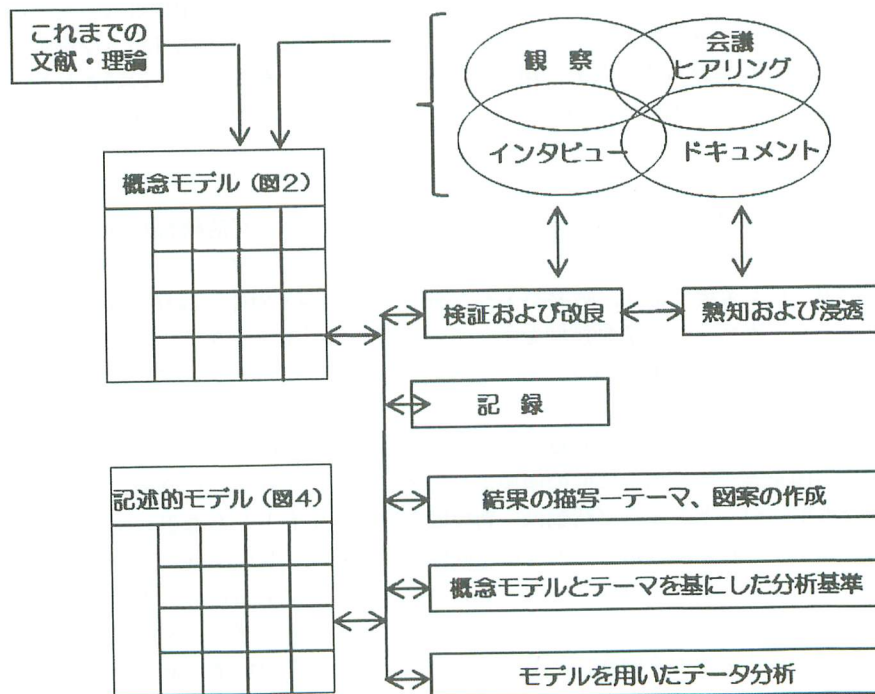 これまでの
文献・理論
観 察
会議
ヒアリング
インタビュー
ドキュメント
概念モデル（図2）
検証および改良
熟知および浸透
記 録
記述的モデル（図4）
結果の描写ーテーマ、図案の作成
概念モデルとテーマを基にした分析基準
モデルを用いたデータ分析